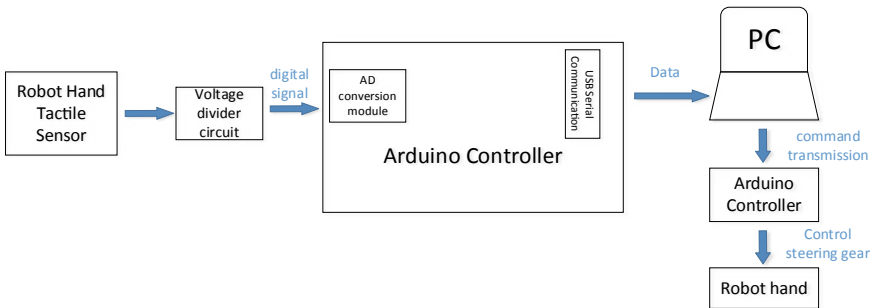 Robot Hand
Tactile
Sensor
Voltage
divider
circuit
digital
signal
AD
conversion
module
USB Serial
Communication
Arduino Controller
Data
PC
command
transmission
Arduino
Controller
Control
steering gear
Robot hand